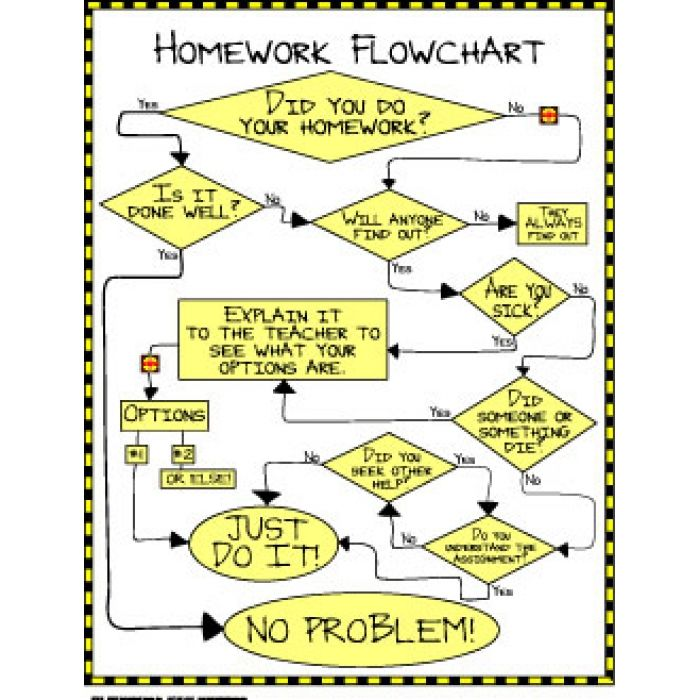 HOMEWORK FLOWCHART
DID YOU DO
YOUR HOMEWORK?
YES
NO
IS IT
DONE WELL?
NO
YES
WILL ANYONE
FIND OUT?
NO
THEY
ALWAYS
FIND OUT
YES
ARE YOU
SICK?
NO
YES
EXPLAIN IT
TO THE TEACHER TO
SEE WHAT YOUR
OPTIONS ARE.
OPTIONS
#1
#2
OR ELSE!
DID
SOMEONE OR
SOMETHING
DIE?
YES
NO
DID YOU
SEEK OTHER
HELP?
NO
YES
DO YOU
UNDERSTAND THE
ASSIGNMENT?
NO
YES
JUST
DO IT!
NO PROBLEM!